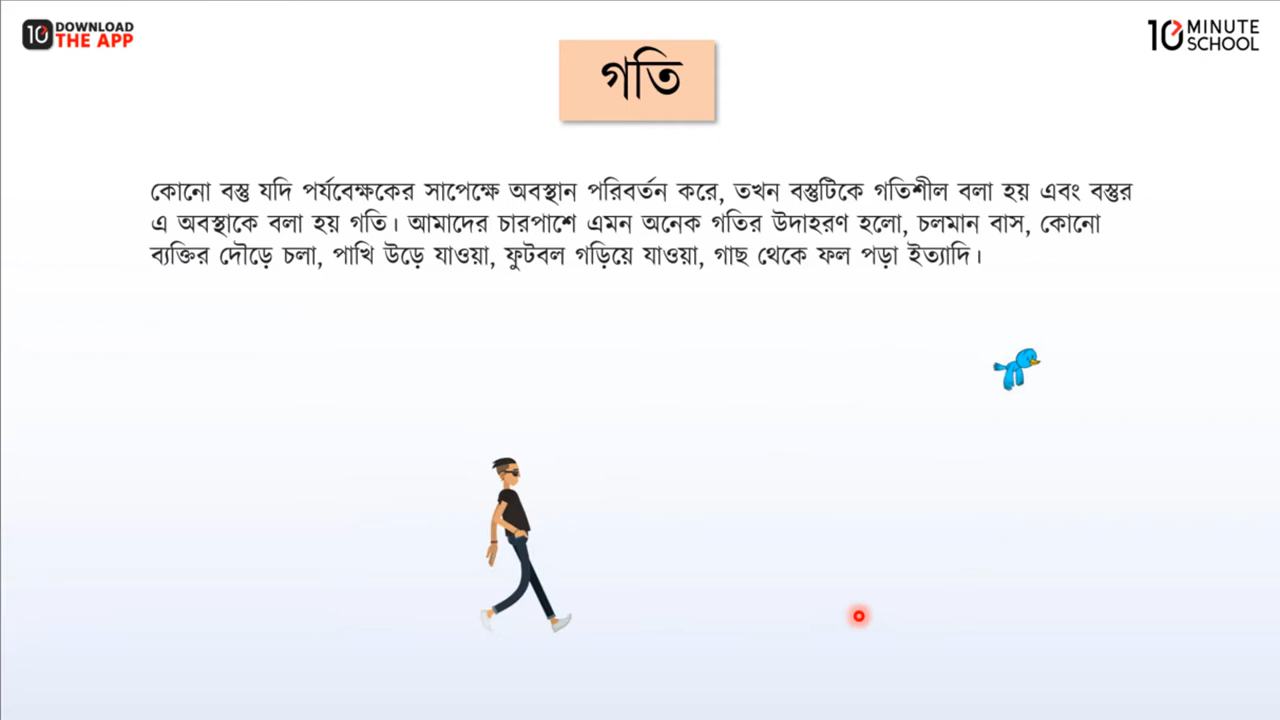 DOWNLOAD
THE APP
10 MINUTE
SCHOOL
গতি
কোনো বস্তু যদি পর্যবেক্ষকের সাপেক্ষে অবস্থান পরিবর্তন করে, তখন বস্তুটিকে গতিশীল বলা হয় এবং বস্তুর
এ অবস্থাকে বলা হয় গতি। আমাদের চারপাশে এমন অনেক গতির উদাহরণ হলো, চলমান বাস, কোনো
ব্যক্তির দৌড়ে চলা, পাখি উড়ে যাওয়া, ফুটবল গড়িয়ে যাওয়া, গাছ থেকে ফল পড়া ইত্যাদি।